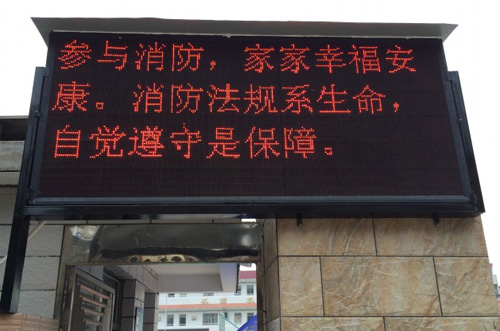 参与消防，家家幸福安
康。消防法规系生命，
自觉遵守是保障。